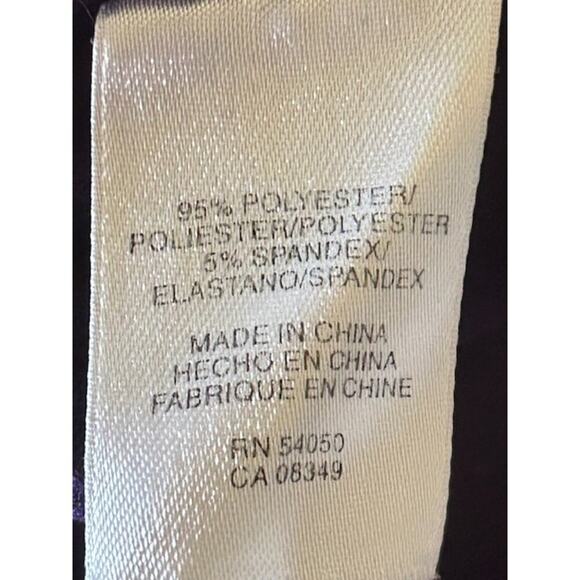 95% POLYESTER/
POLIESTER/POLYESTER
5% SPANDEX/
ELASTANO/SPANDEX
MADE IN CHINA
HECHO EN CHINA
FABRIQUE EN CHINE
RN 54050
CA 08349